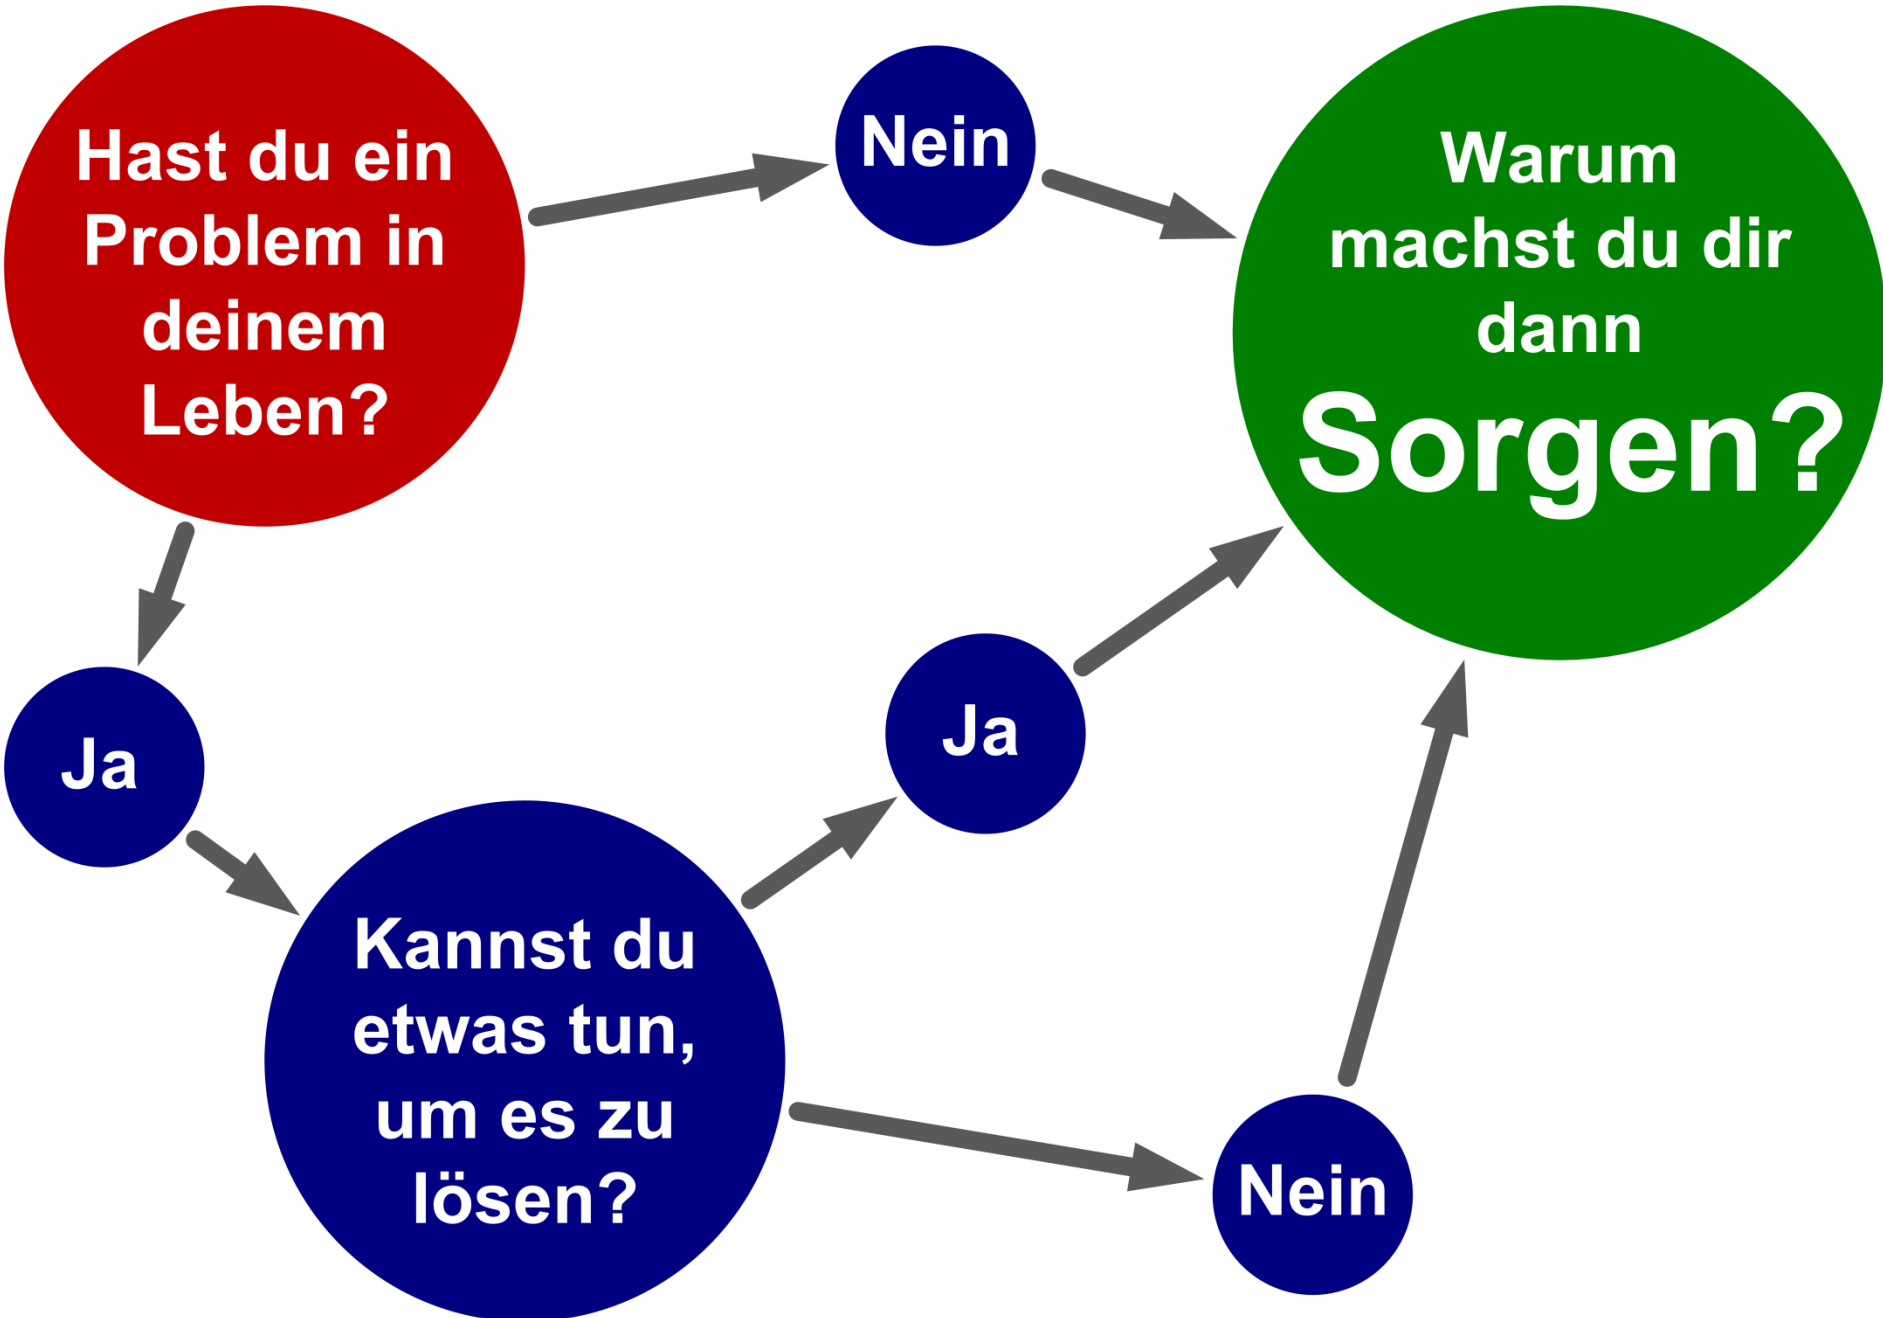 Hast du ein
Problem in
deinem
Leben?
Nein
Warum
machst du dir
dann
Sorgen?
Ja
Ja
Kannst du
etwas tun,
um es zu
lösen?
Nein